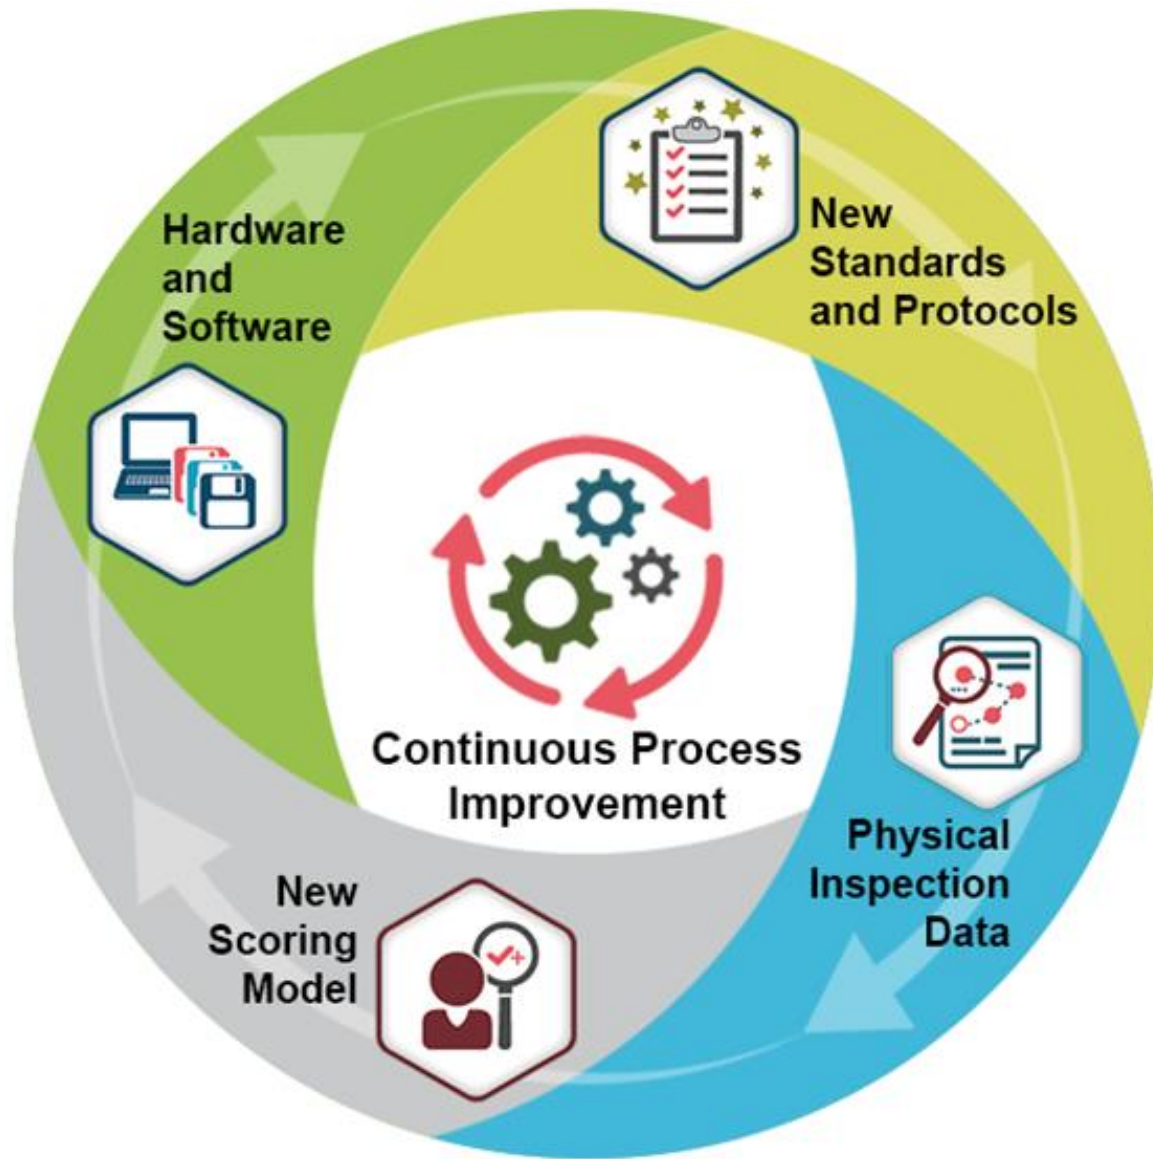 Hardware
and
Software
New
Standards
and Protocols
Physical
Inspection
Data
New
Scoring
Model
Continuous Process
Improvement